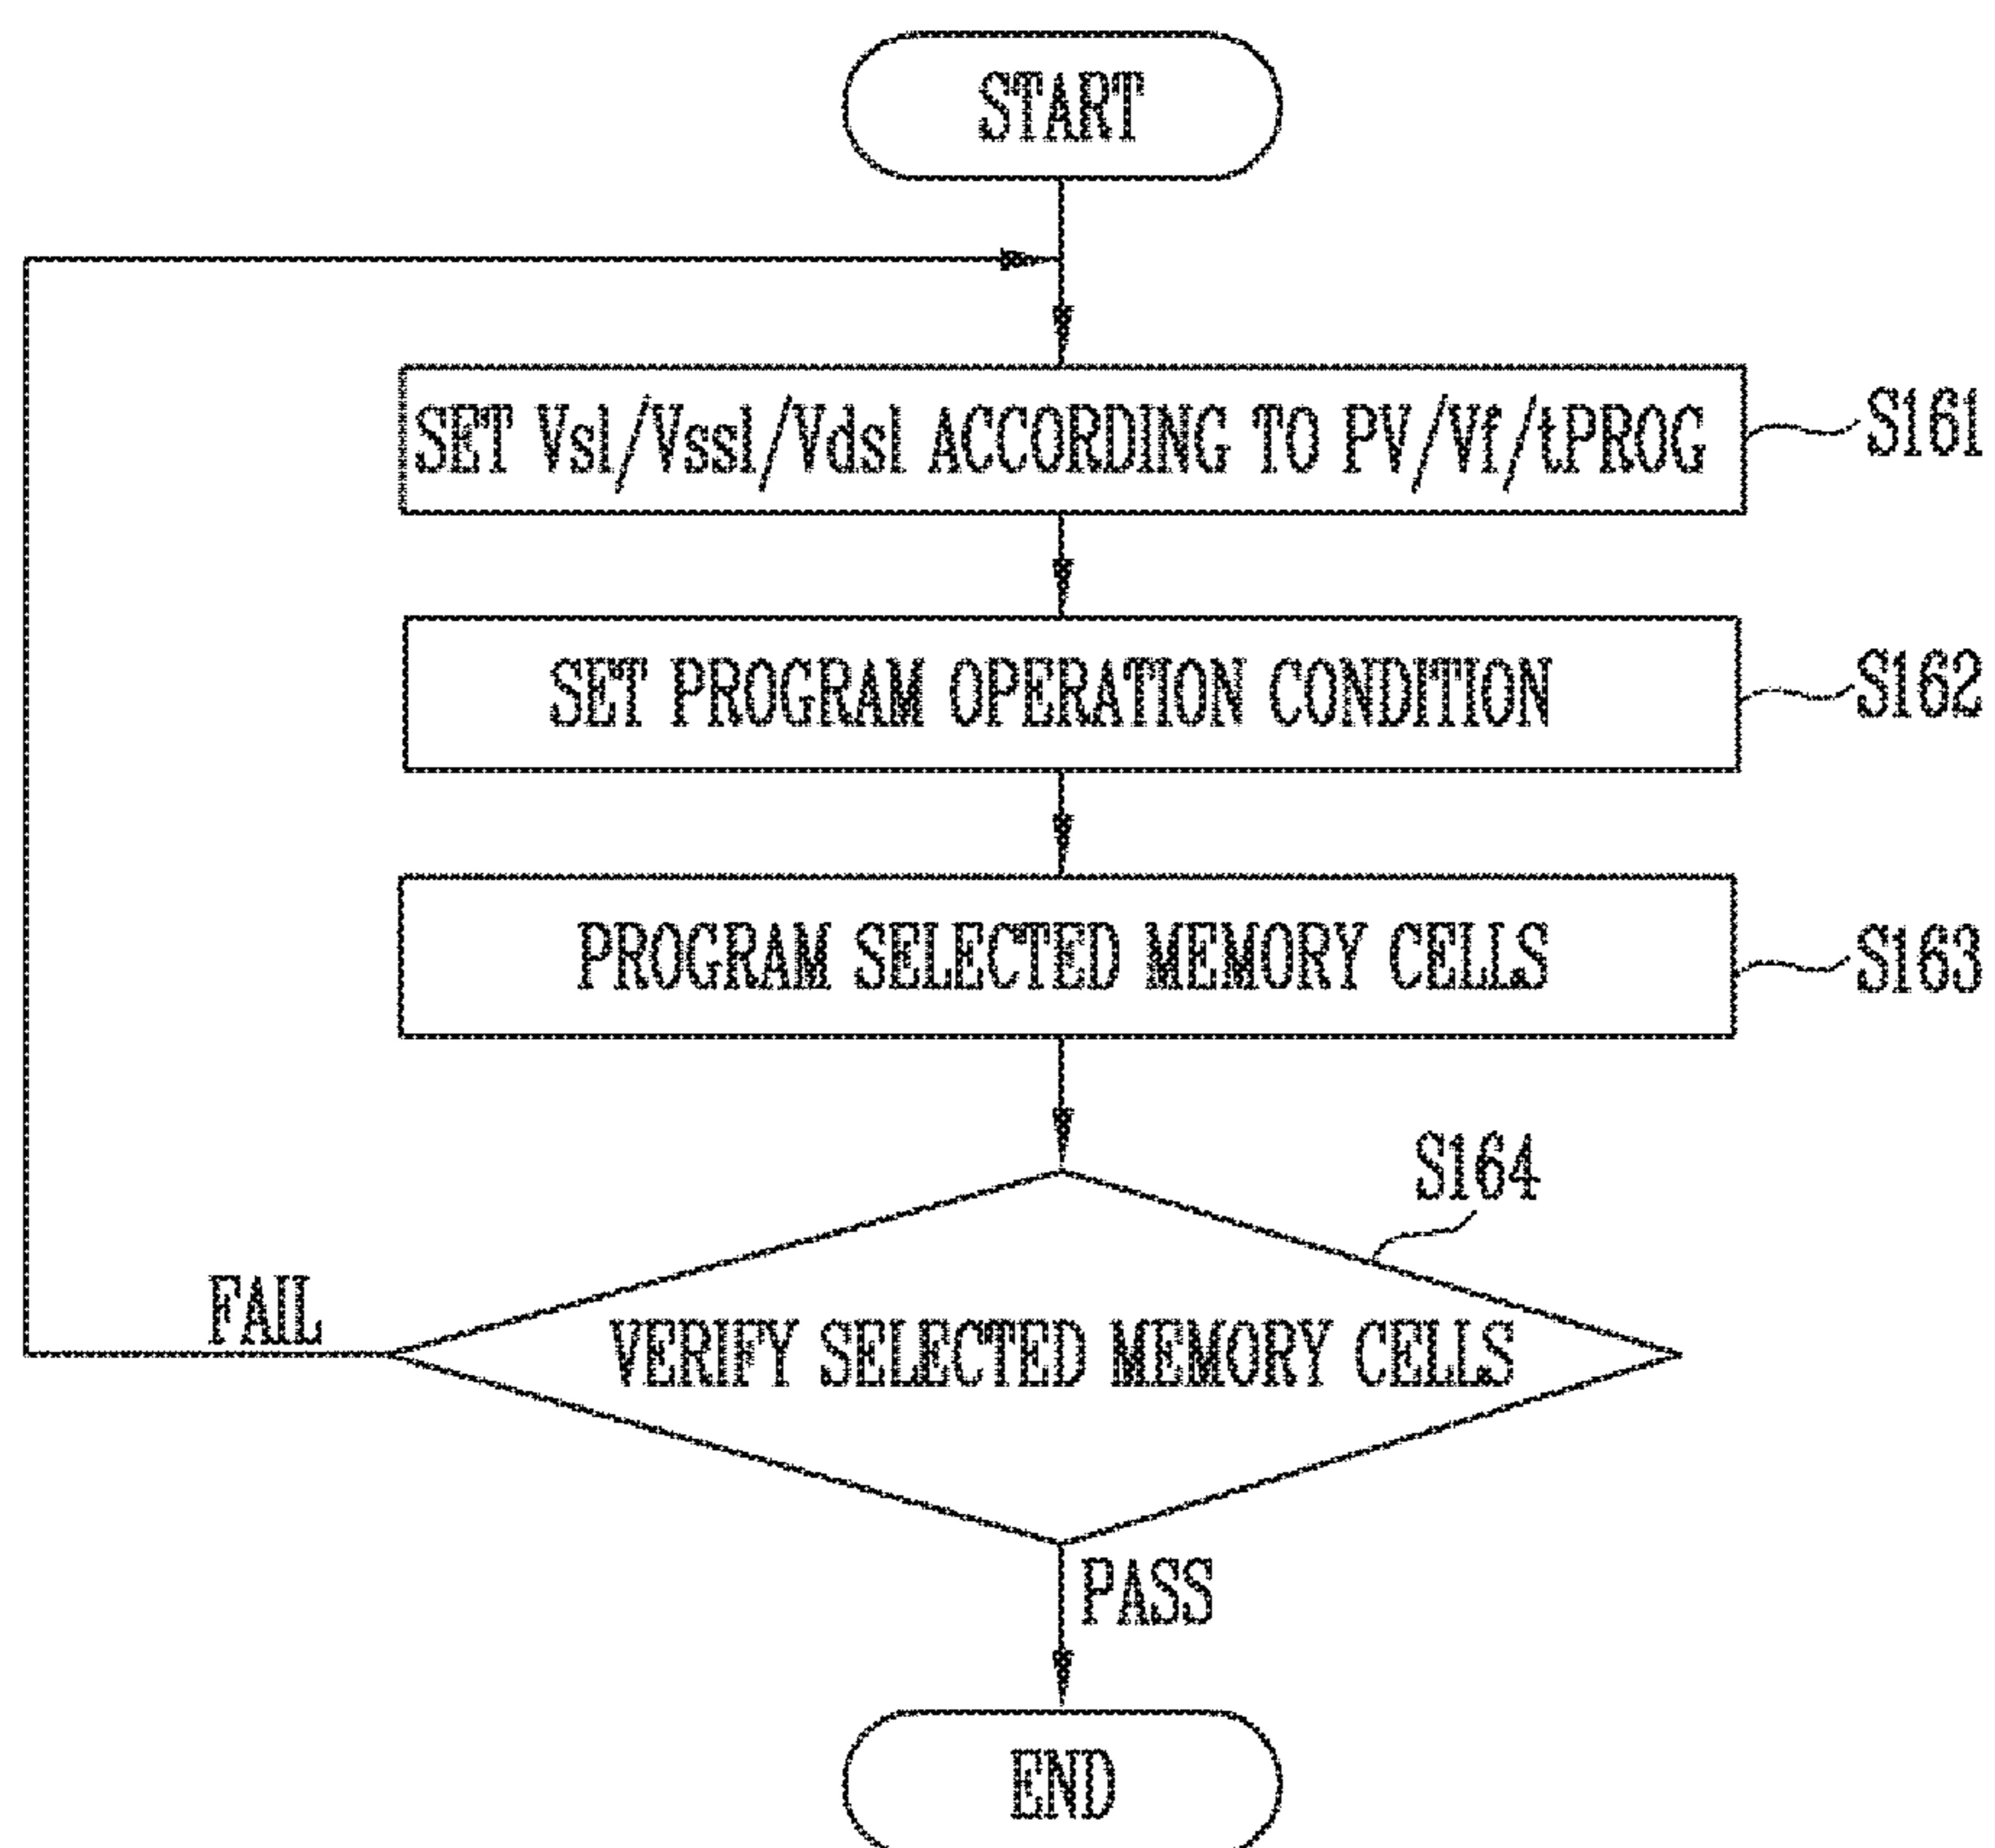 START
SET Vsl/Vssl/Vdsl ACCORDING TO PV/Vf/tPROG
S161
SET PROGRAM OPERATION CONDITION
S162
PROGRAM SELECTED MEMORY CELLS
S163
S164
FAIL
VERIFY SELECTED MEMORY CELLS
PASS
END